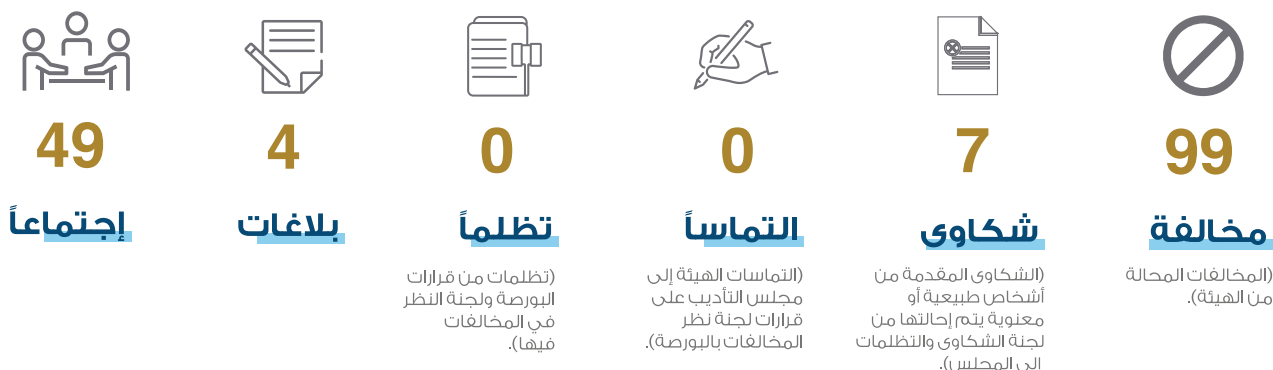 99
مخالفة
(المخالفات المحالة
من الهيئة).
7
شكاوى
(الشكاوى المقدمة من
أشخاص طبيعية أو
معنوية يتم إحالتها من
لجنة الشكاوى والتظلمات
إلى المجلس).
0
التماساً
(التماسات الهيئة إلى
مجلس التأديب على
قرارات لجنة نظر
المخالفات بالبورصة).
0
تظلماً
(تظلمات من قرارات
البورصة ولجنة النظر
في المخالفات
فيها).
4
بلاغات
49
إجتماعاً